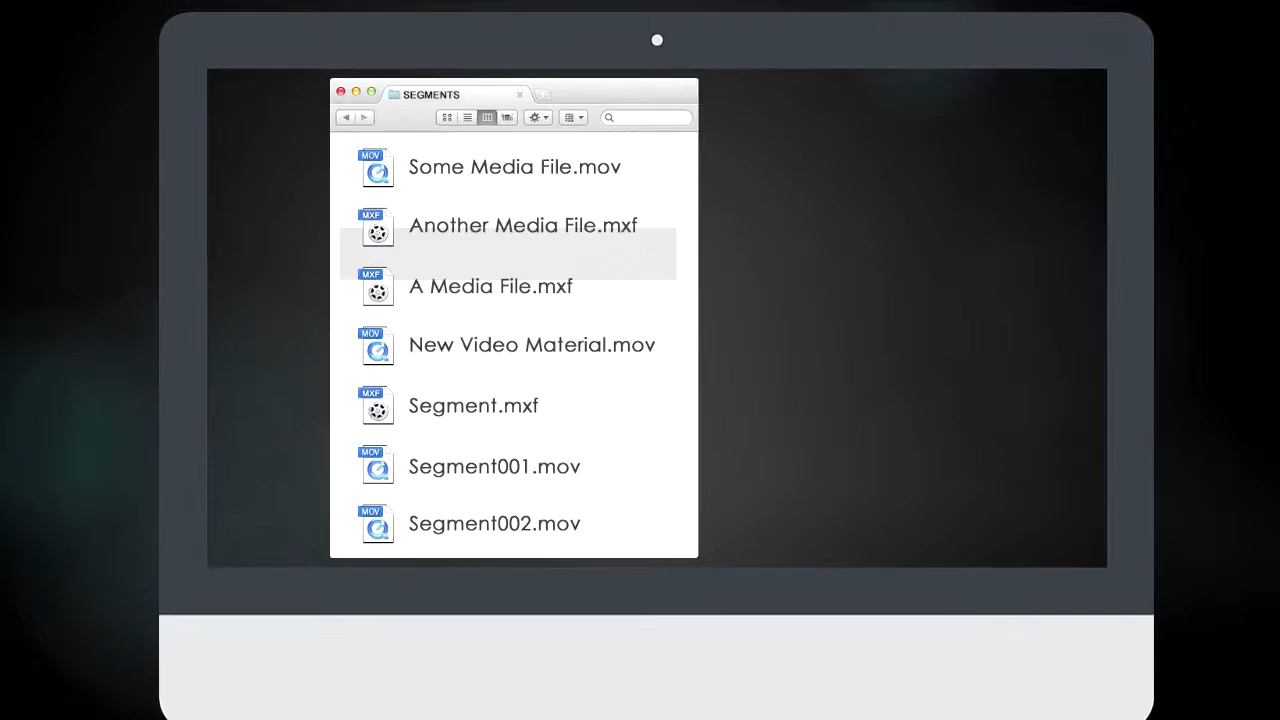 SEGMENTS
MOV
Some Media File.mov
MXF
Another Media File.mxf
MXF
A Media File.mxf
MOV
New Video Material.mov
MXF
Segment.mxf
MOV
Segment001.mov
MOV
Segment002.mov